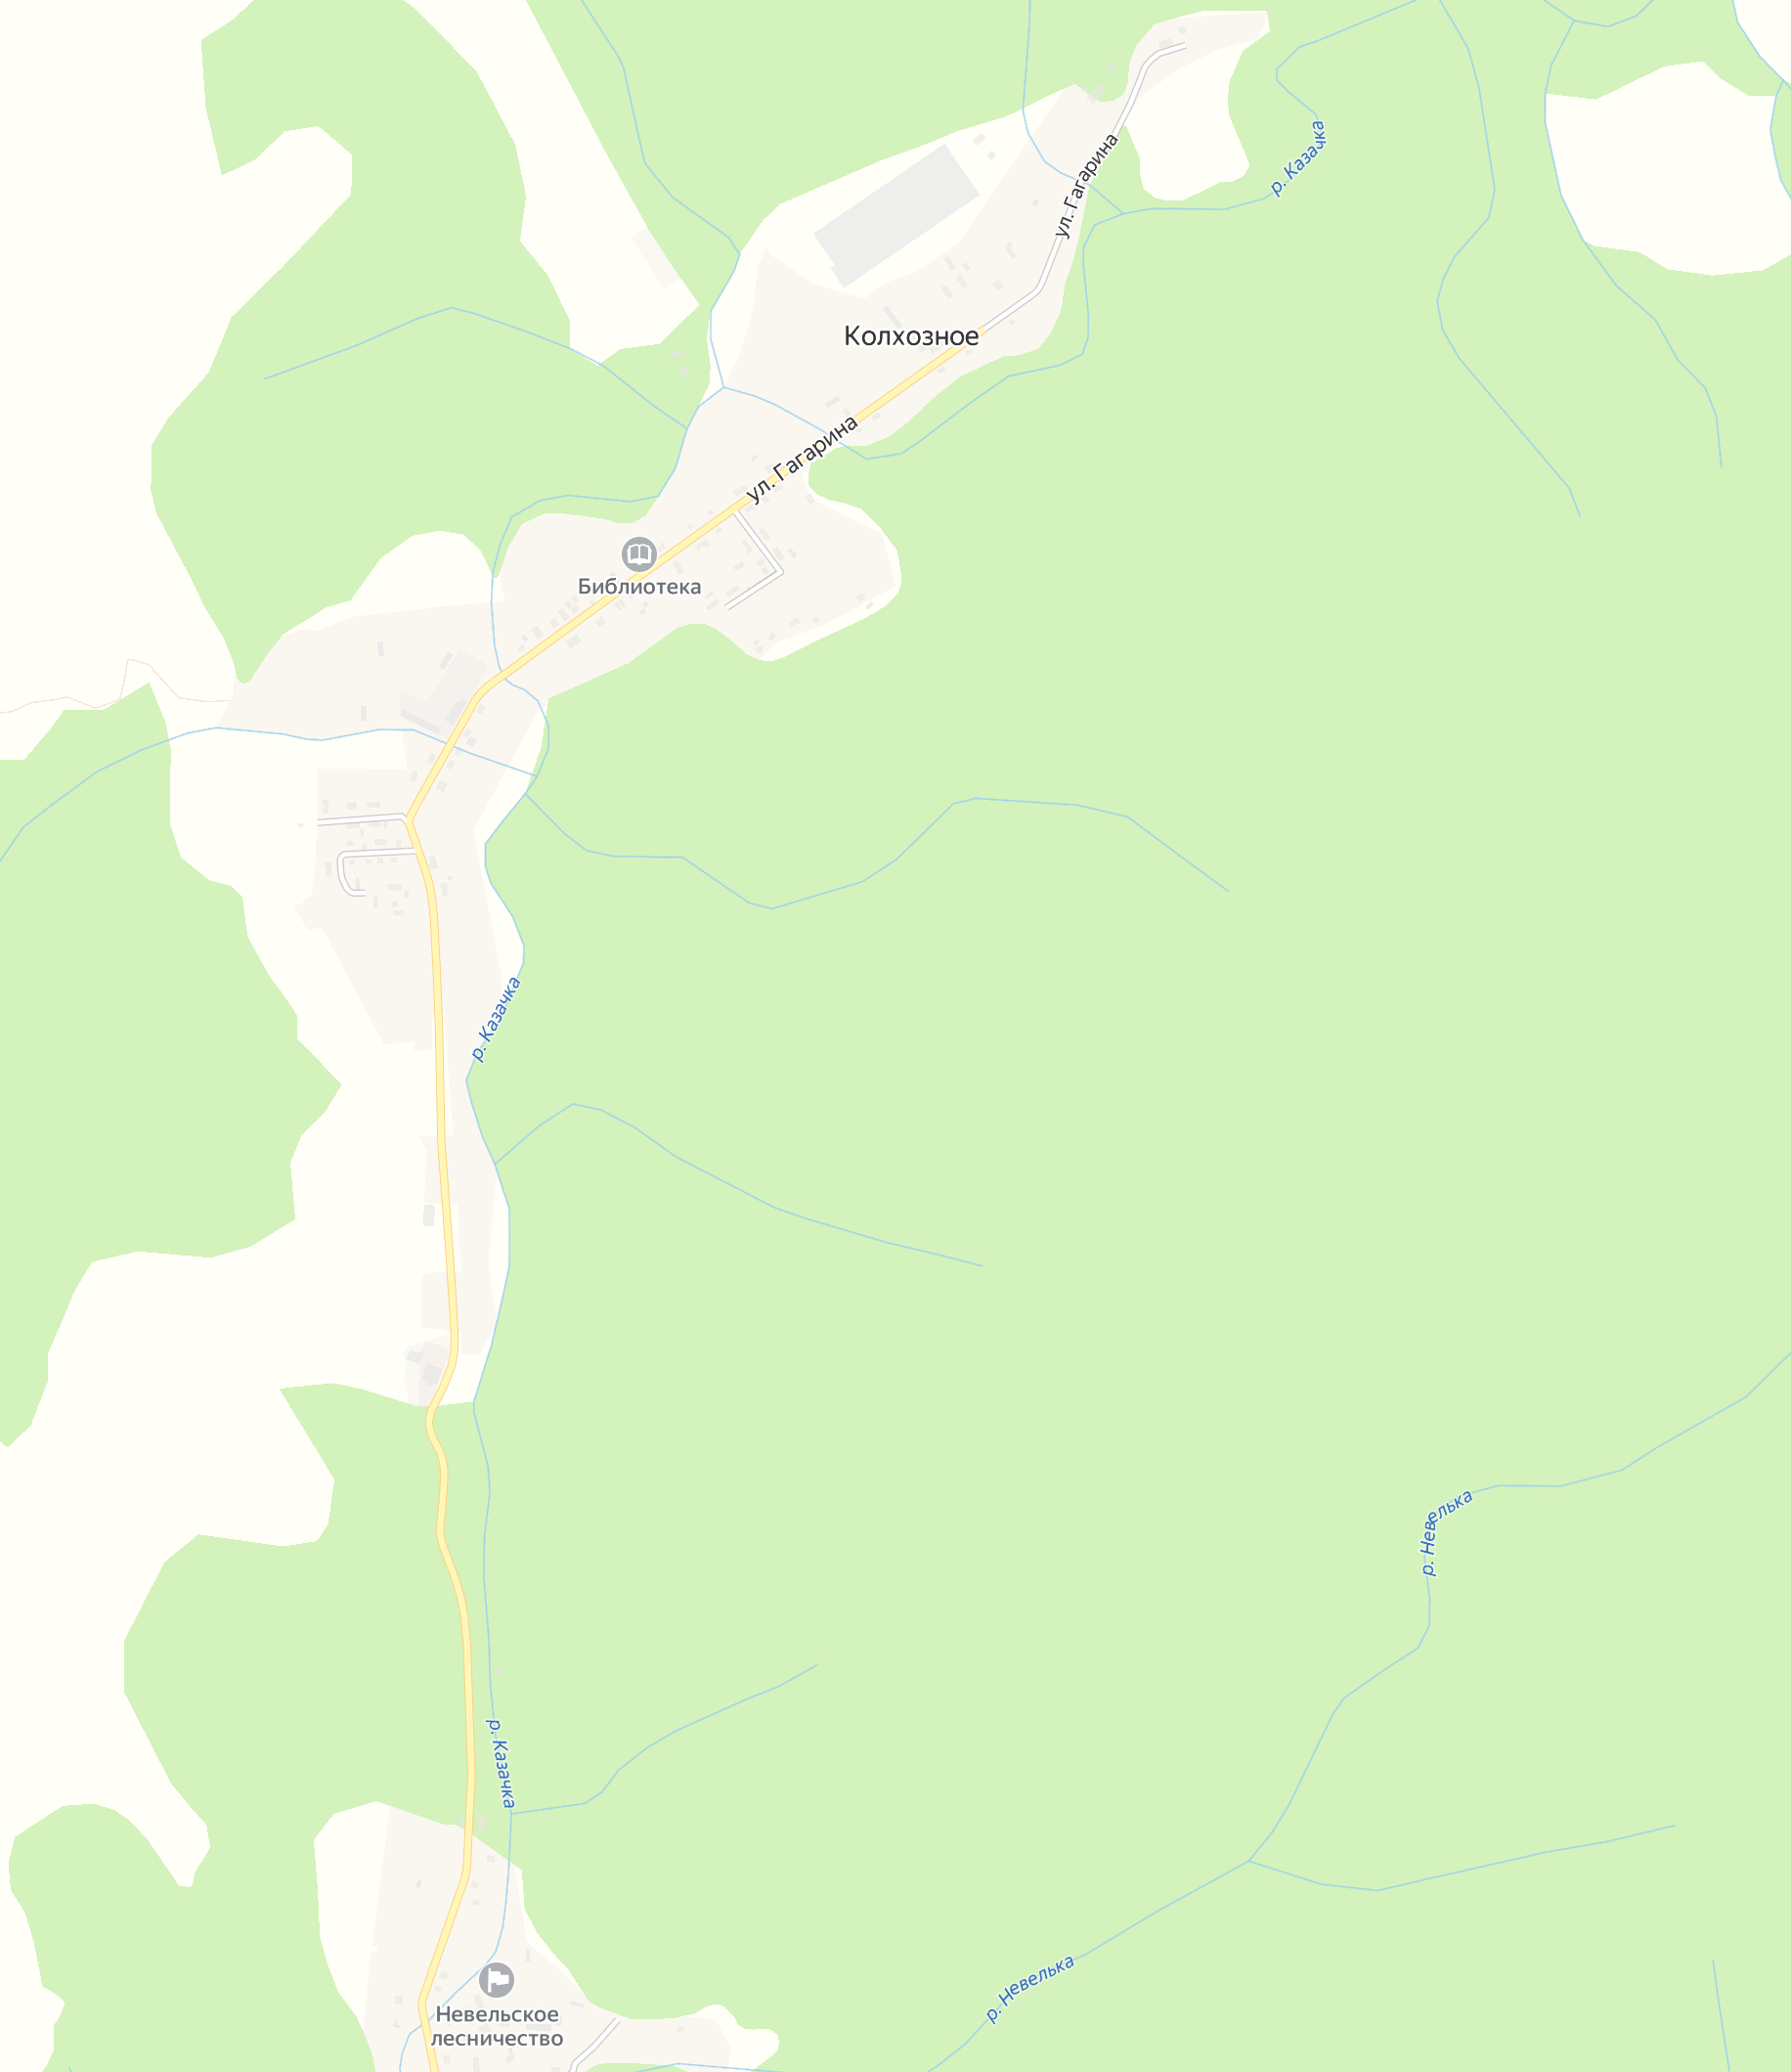 р. Казачка
ул. Гагарина
Колхозное
ул. Гагарина
Библиотека
р. Казачка
р. Невелька
р. Казачка
р. Невелька
Невельское
лесничество